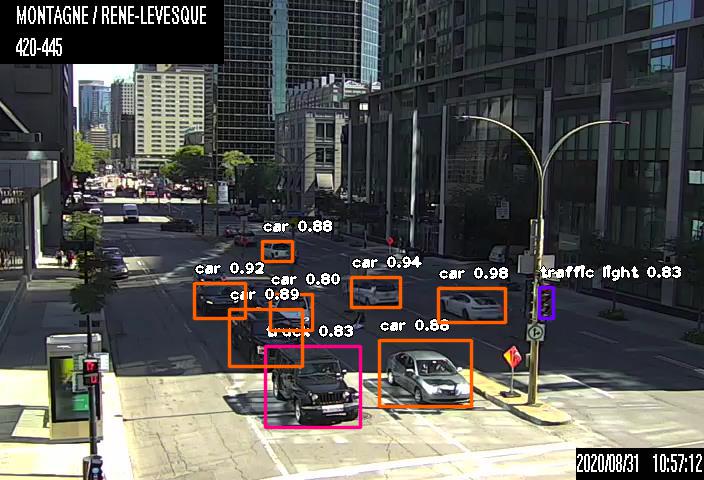 MONTAGNE / RENE-LEVESQUE
420-445
car 0.88
car 0.92
car 0.80
car 0.94
car 0.98
traffic light 0.83
car 0.89
truck 0.83
car 0.88
2020/08/31 10:57:12